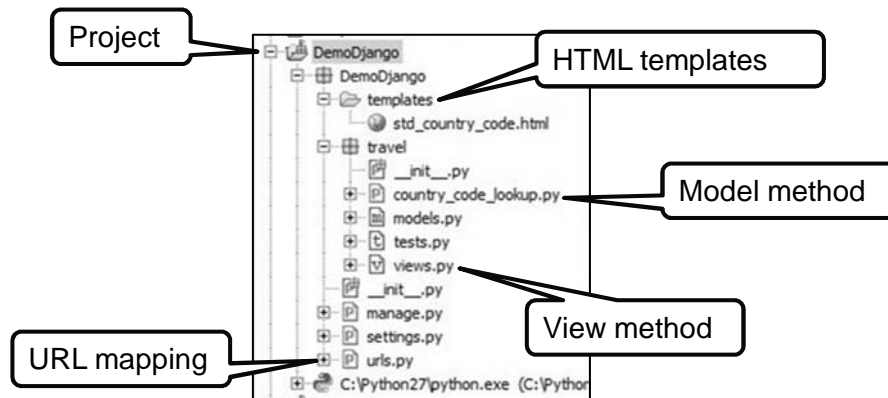 Project
DemoDjango
HTML templates
DemoDjango
templates
std_country_code.html
travel
__init__.py
country_code_lookup.py
Model method
models.py
tests.py
views.py
__init__.py
manage.py
View method
settings.py
URL mapping
urls.py
C:\Python27\python.exe (C:\Python